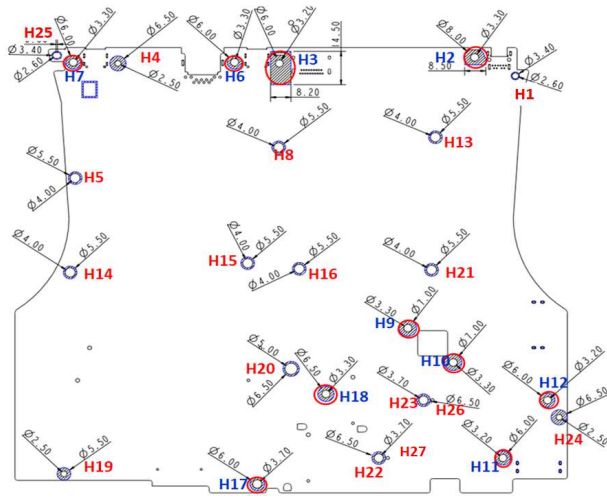 H25
Ø6.00
Ø3.30
Ø3.40
Ø2.60
H7
H4
Ø2.50
Ø6.00
Ø3.30
H6
Ø6.00
Ø3.20
H3
14.50
8.20
Ø8.00
Ø3.30
H2
8.50
Ø3.40
Ø2.60
H1
Ø4.00
Ø5.50
H8
Ø4.00
Ø5.50
H13
Ø5.50
Ø4.00
H5
Ø4.00
Ø5.50
H14
Ø4.00
Ø5.50
H15
Ø5.50
Ø4.00
H16
Ø4.00
Ø5.50
H21
Ø3.30
Ø7.00
H9
Ø7.00
Ø3.30
H10
Ø5.00
Ø6.50
H20
Ø6.50
Ø3.30
H18
Ø3.70
Ø6.50
H23
H26
Ø3.20
Ø6.00
H12
Ø6.50
Ø2.50
H24
Ø2.50
Ø5.50
H19
Ø6.00
Ø3.70
H17
Ø6.50
Ø3.70
H22
H27
Ø3.20
Ø6.00
H11